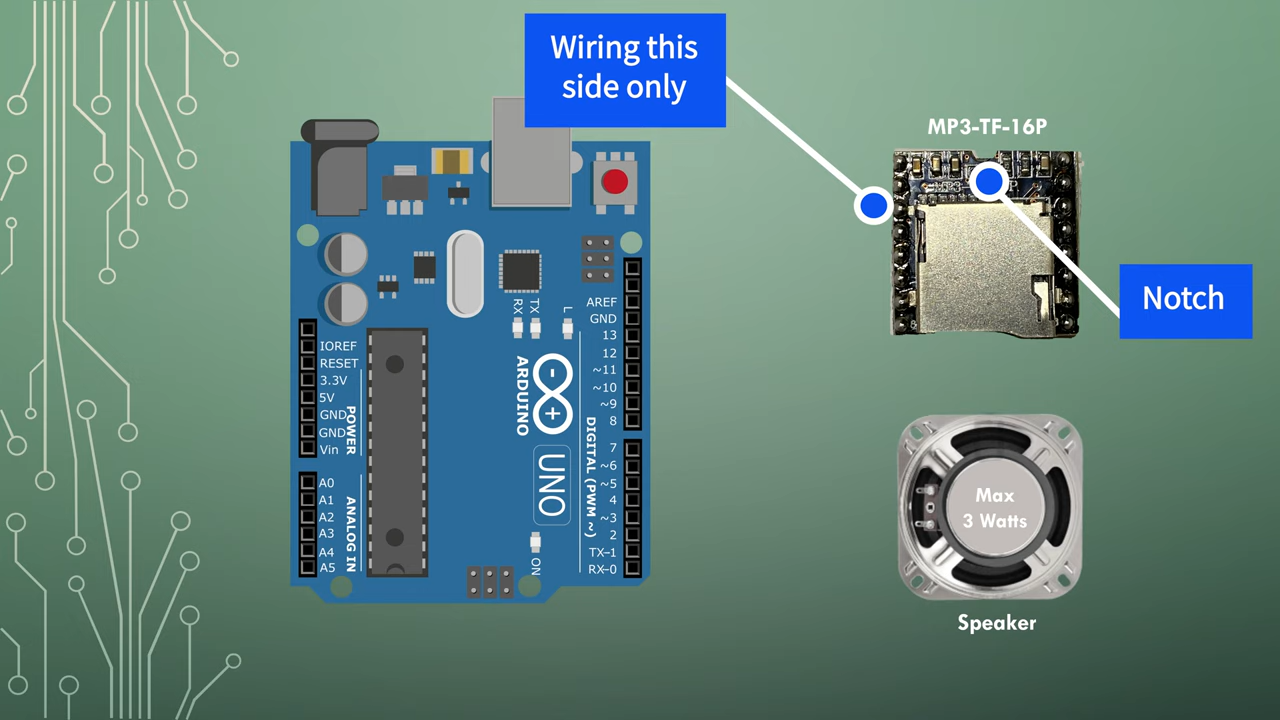 Wiring this
side only
MP3-TF-16P
Notch
RX
TX
L
AREF
GND
13
12
~11
~10
~9
8
7
~6
~5
4
~3
2
TX-1
RX-0
DIGITAL (PWM ~)
IOREF
RESET
3.3V
5V
GND
GND
Vin
POWER
A0
A1
A2
A3
A4
A5
ANALOG IN
ARDUINO
UNO
ON
Max
3 Watts
Speaker